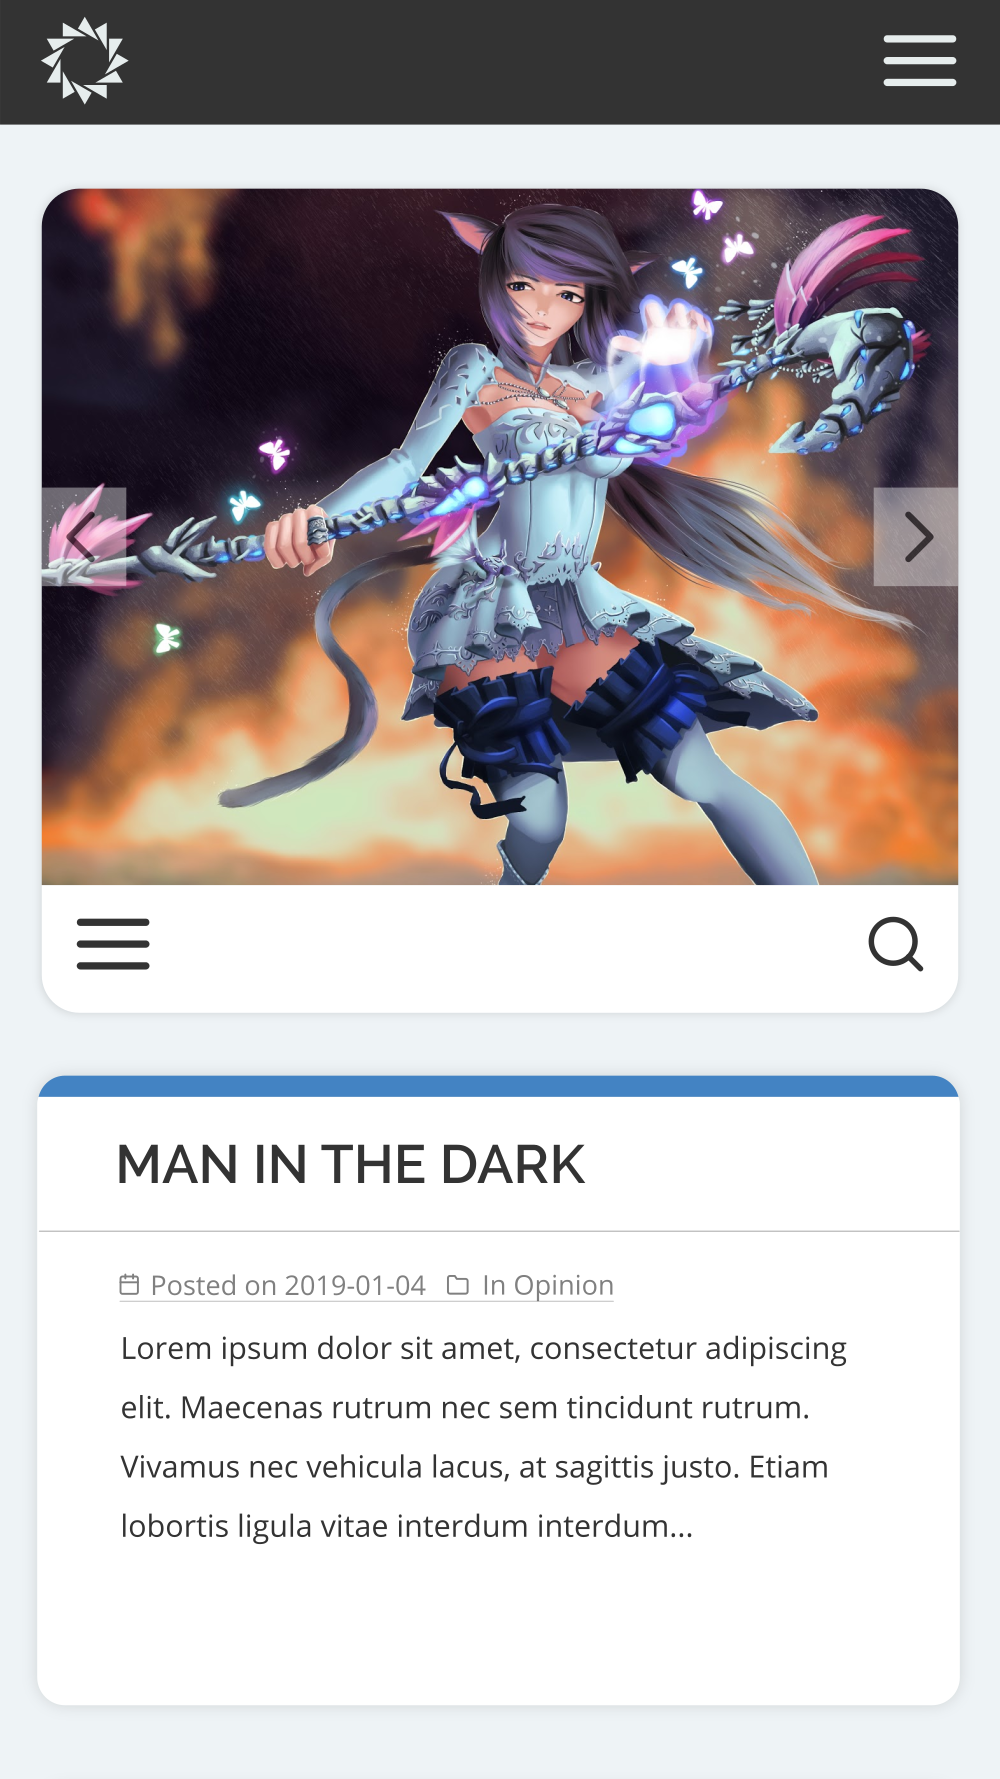 MAN IN THE DARK
Posted on 2019-01-04 In Opinion
Lorem ipsum dolor sit amet, consectetur adipiscing
elit. Maecenas rutrum nec sem tincidunt rutrum.
Vivamus nec vehicula lacus, at sagittis justo. Etiam
lobortis ligula vitae interdum interdum...